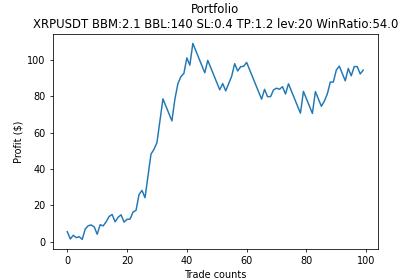 Portfolio
XRPUSDT BBM:2.1 BBL:140 SL:0.4 TP:1.2 lev:20 WinRatio:54.0
100
80
60
40
20
0
Profit ($)
0 20 40 60 80 100
Trade counts